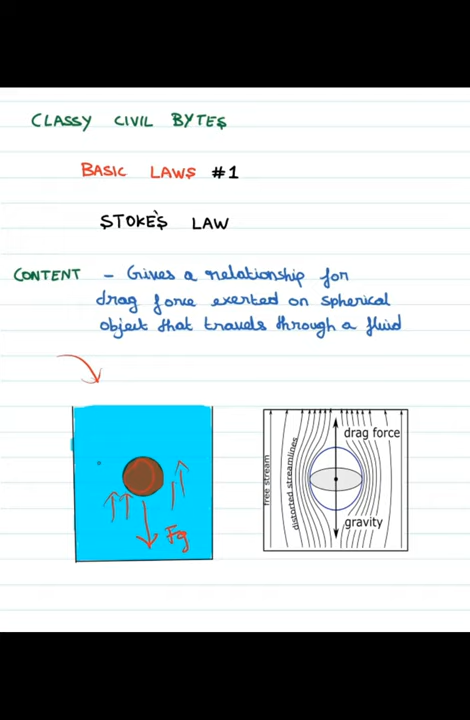 CLASSY CIVIL BYTES
BASIC LAWS #1
STOKE'S LAW
CONTENT - Gives a relationship for
drag force exerted on spherical
object that travels through a fluid
Fg
free stream
distorted streamlines
drag force
gravity